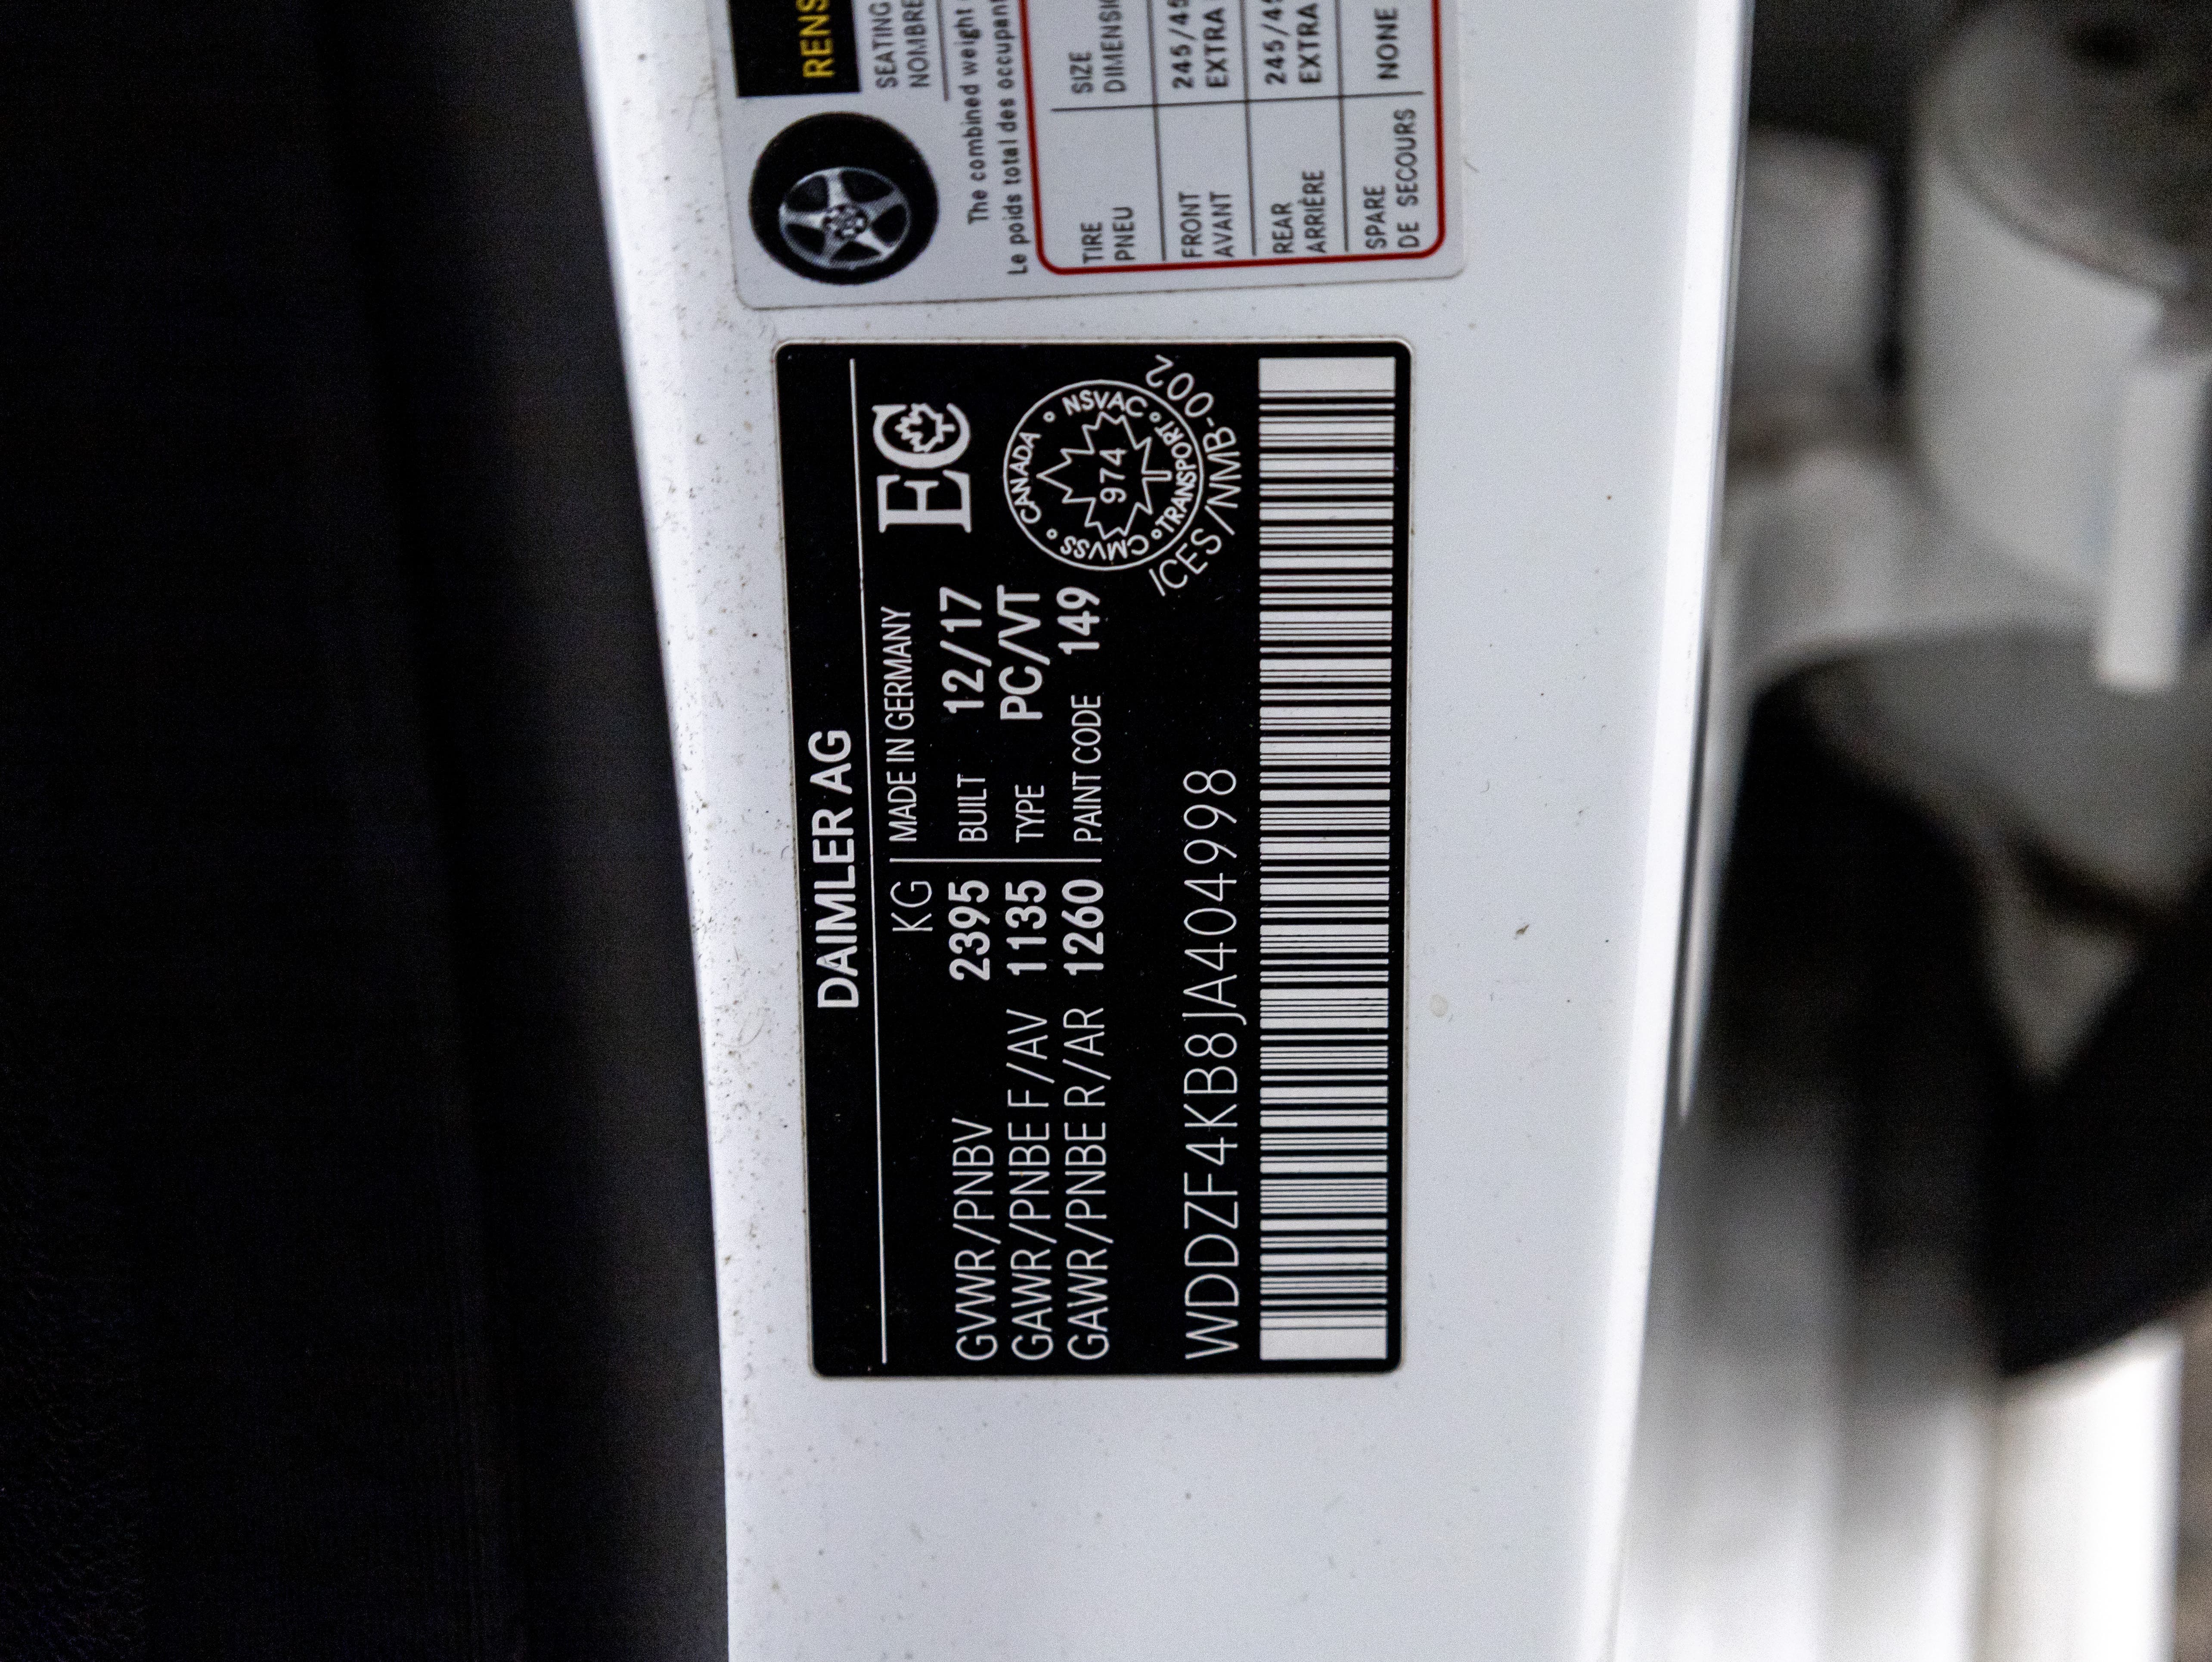 DAIMLER AG
KG MADE IN GERMANY
GVWR/PNBV 2395 BUILT 12/17
GAWR/PNBE F/AV 1135 TYPE PC/VT
GAWR/PNBE R/AR 1260 PAINT CODE 149
EC
CANADA
NSVAC
TRANSPORT
CMVSS
974
ICES/NMB-002
WDDZF4KB8JA404998
RENS
SEATING
NOMBRE
The combined weight
Le poids total des occupant
TIRE SIZE
PNEU DIMENSI
FRONT 245/45
AVANT EXTRA
REAR 245/45
ARRIÈRE EXTRA
SPARE NONE
DE SECOURS